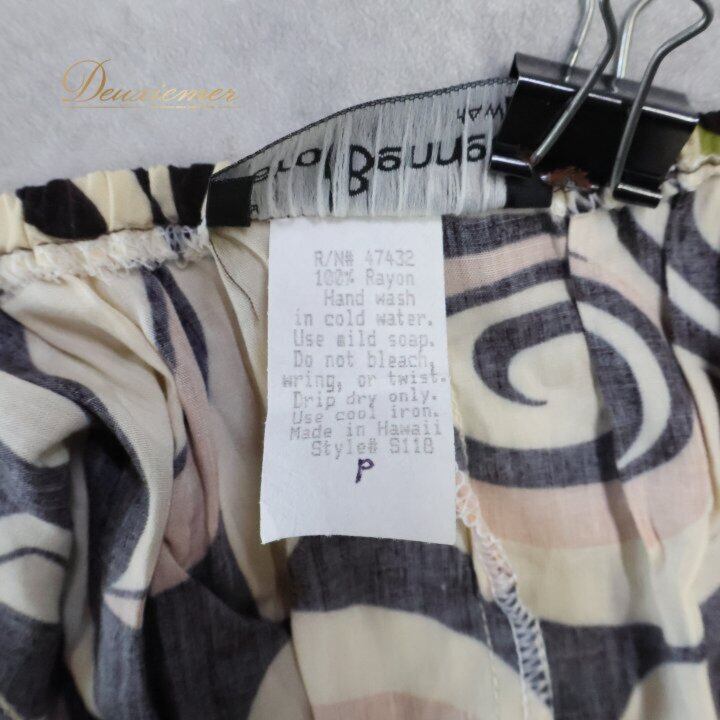 Deuxiemer
R/N# 47432
100% Rayon
Hand wash
in cold water.
Use mild soap.
Do not bleach,
wring, or twist.
Drip dry only.
Use cool iron.
Made in Hawaii
Style# S118
P